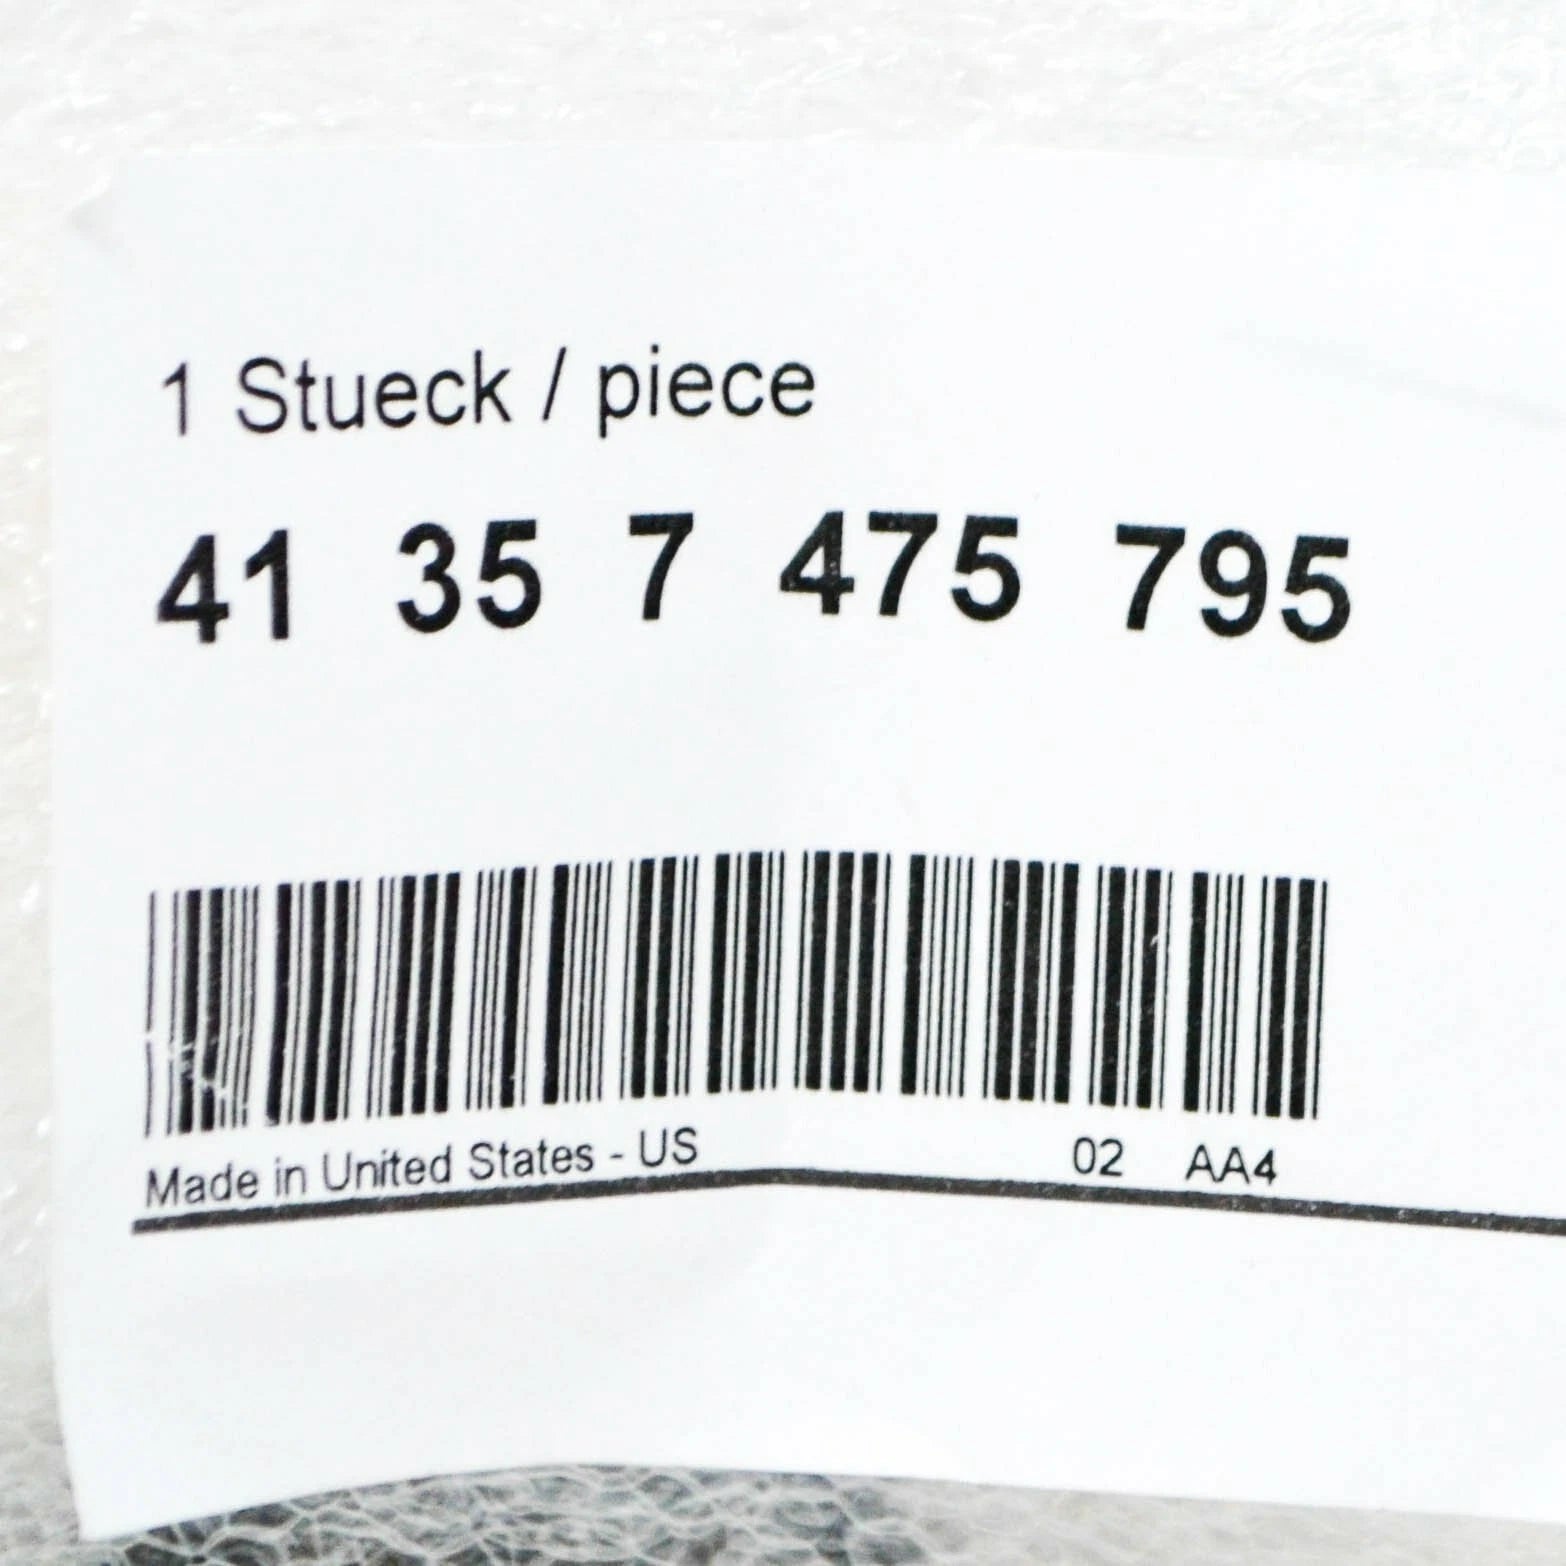 1 Stueck / piece
41 35 7 475 795
Made in United States - US 02 AA4